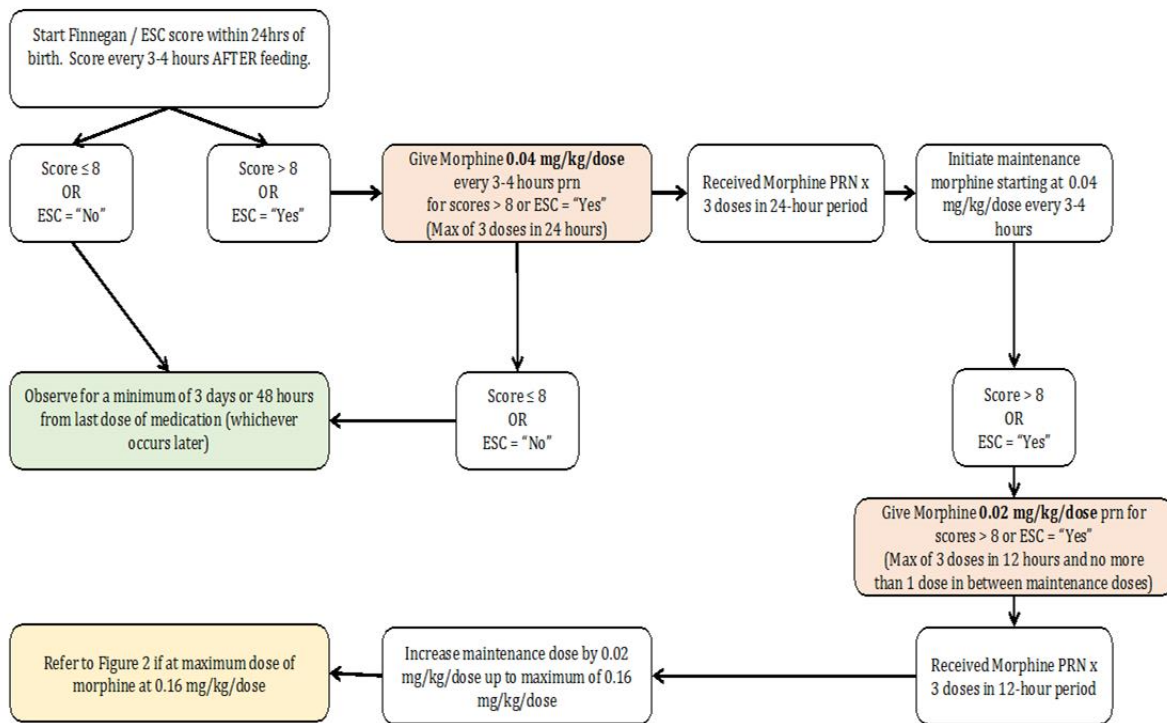 Start Finnegan / ESC score within 24hrs of
birth. Score every 3-4 hours AFTER feeding.
Score ≤ 8
OR
ESC = “No”
Score > 8
OR
ESC = “Yes”
Give Morphine 0.04 mg/kg/dose
every 3-4 hours prn
for scores > 8 or ESC = “Yes”
(Max of 3 doses in 24 hours)
Received Morphine PRN x
3 doses in 24-hour period
Initiate maintenance
morphine starting at 0.04
mg/kg/dose every 3-4
hours
Observe for a minimum of 3 days or 48 hours
from last dose of medication (whichever
occurs later)
Score ≤ 8
OR
ESC = “No”
Score > 8
OR
ESC = “Yes”
Give Morphine 0.02 mg/kg/dose prn for
scores > 8 or ESC = “Yes”
(Max of 3 doses in 12 hours and no more
than 1 dose in between maintenance doses)
Refer to Figure 2 if at maximum dose of
morphine at 0.16 mg/kg/dose
Increase maintenance dose by 0.02
mg/kg/dose up to maximum of 0.16
mg/kg/dose
Received Morphine PRN x
3 doses in 12-hour period